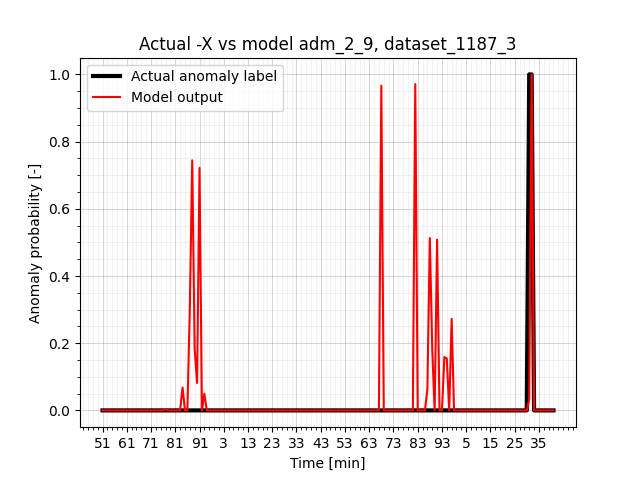 Actual -X vs model adm_2_9, dataset_1187_3
Actual anomaly label
Model output
Anomaly probability [-]
1.0
0.8
0.6
0.4
0.2
0.0
51 61 71 81 91 3 13 23 33 43 53 63 73 83 93 5 15 25 35
Time [min]